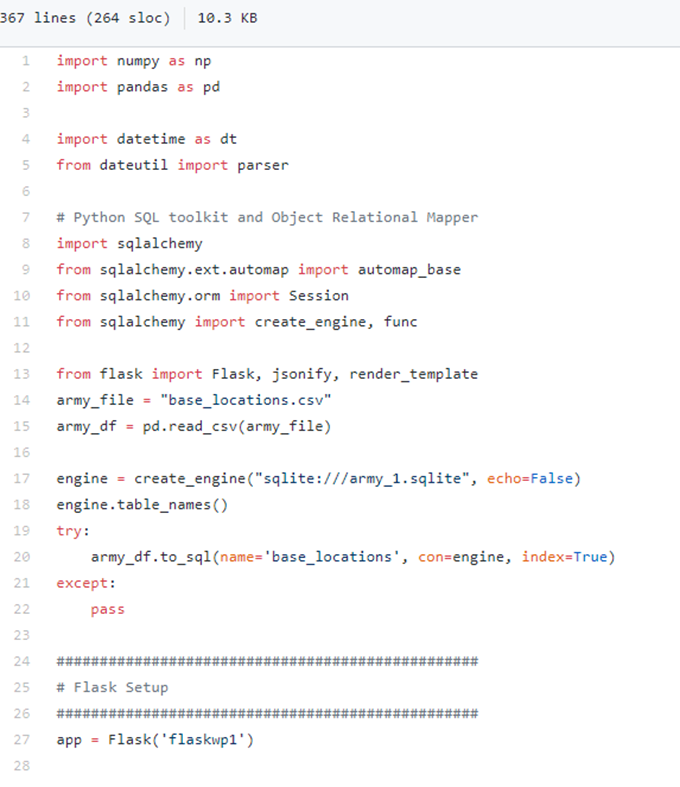 367 lines (264 sloc) 10.3 KB
1 import numpy as np
2 import pandas as pd
3
4 import datetime as dt
5 from dateutil import parser
6
7 # Python SQL toolkit and Object Relational Mapper
8 import sqlalchemy
9 from sqlalchemy.ext.automap import automap_base
10 from sqlalchemy.orm import Session
11 from sqlalchemy import create_engine, func
12
13 from flask import Flask, jsonify, render_template
14 army_file = "base_locations.csv"
15 army_df = pd.read_csv(army_file)
16
17 engine = create_engine("sqlite:///army_1.sqlite", echo=False)
18 engine.table_names()
19 try:
20     army_df.to_sql(name='base_locations', con=engine, index=True)
21 except:
22     pass
23
24 #################################################
25 # Flask Setup
26 #################################################
27 app = Flask('flaskwp1')
28